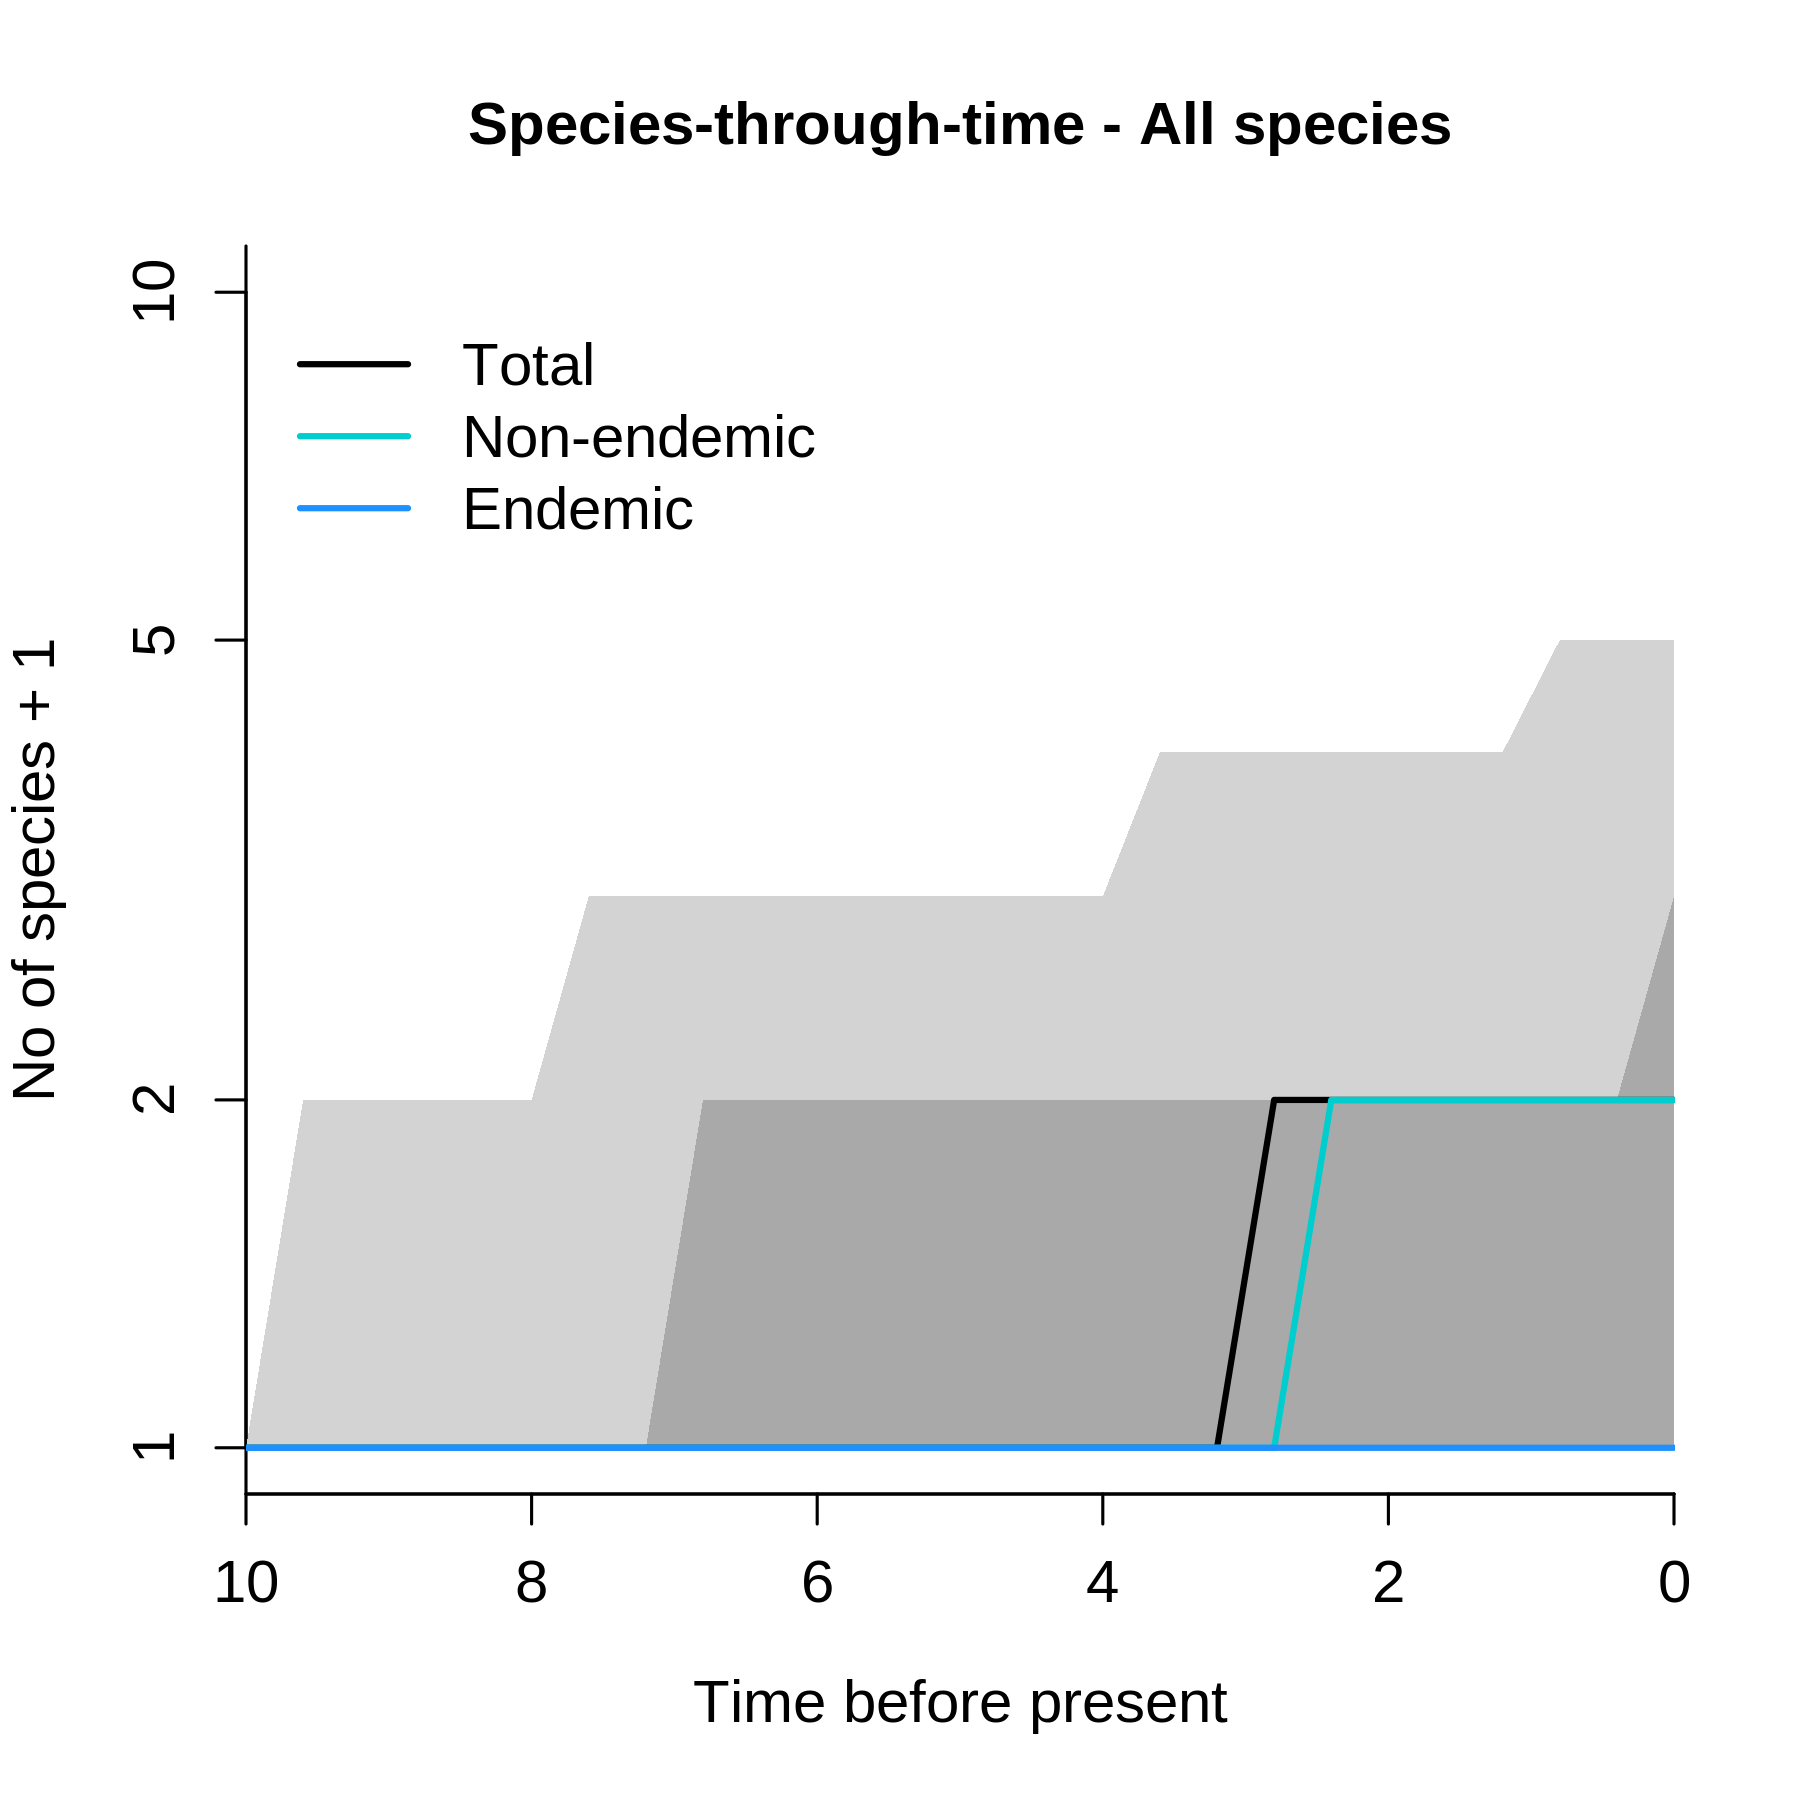 Species-through-time - All species
10
5
2
1
No of species + 1
Total
Non-endemic
Endemic
10 8 6 4 2 0
Time before present